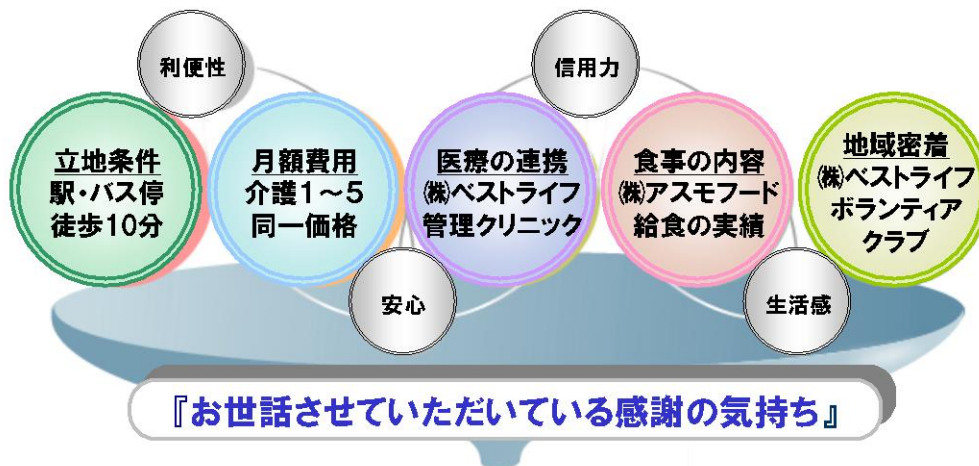 利便性
信用力
立地条件
駅・バス停
徒歩10分
月額費用
介護1～5
同一価格
医療の連携
㈱ベストライフ
管理クリニック
食事の内容
㈱アスモフード
給食の実績
地域密着
㈱ベストライフ
ボランティア
クラブ
安心
生活感
『お世話させていただいている感謝の気持ち』